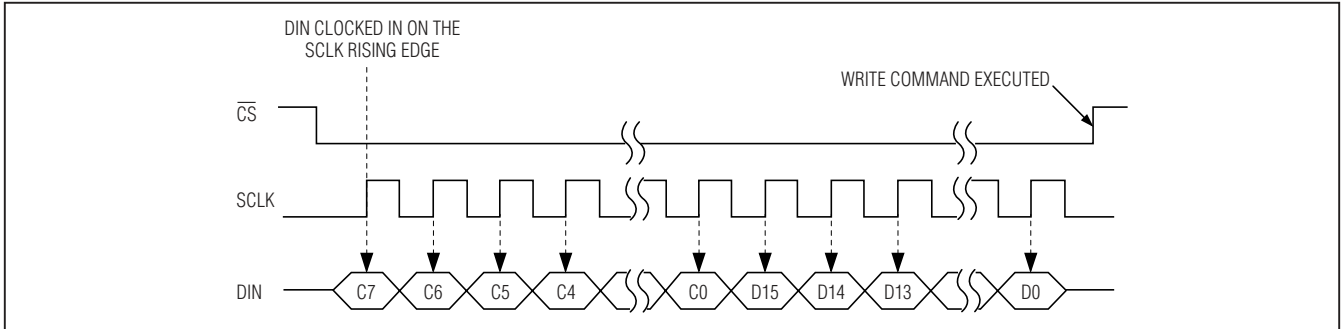 DIN CLOCKED IN ON THE
SCLK RISING EDGE
WRITE COMMAND EXECUTED
CS
SCLK
DIN
C7
C6
C5
C4
C0
D15
D14
D13
D0